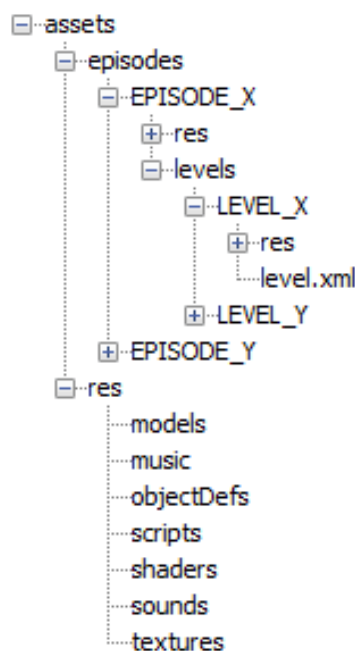 assets
episodes
EPISODE_X
res
levels
LEVEL_X
res
level.xml
LEVEL_Y
EPISODE_Y
res
models
music
objectDefs
scripts
shaders
sounds
textures